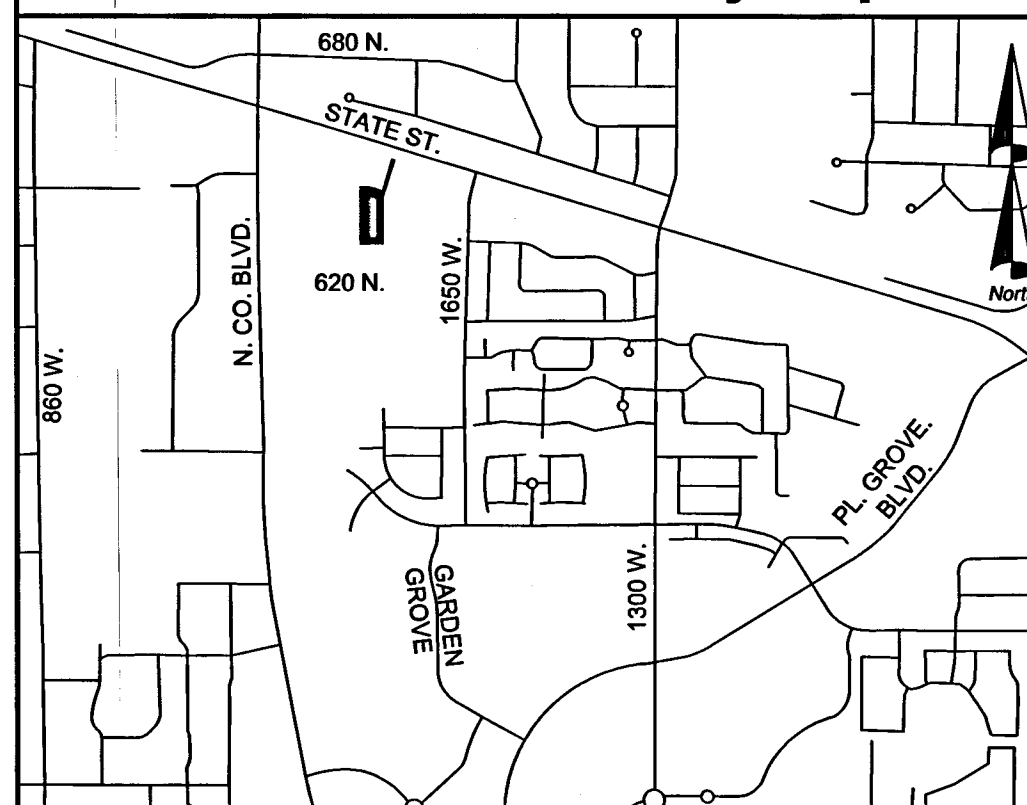 680 N.
STATE ST.
N. CO. BLVD.
1650 W.
620 N.
860 W.
PL. GROVE.
BLVD.
1300 W.
GARDEN
GROVE